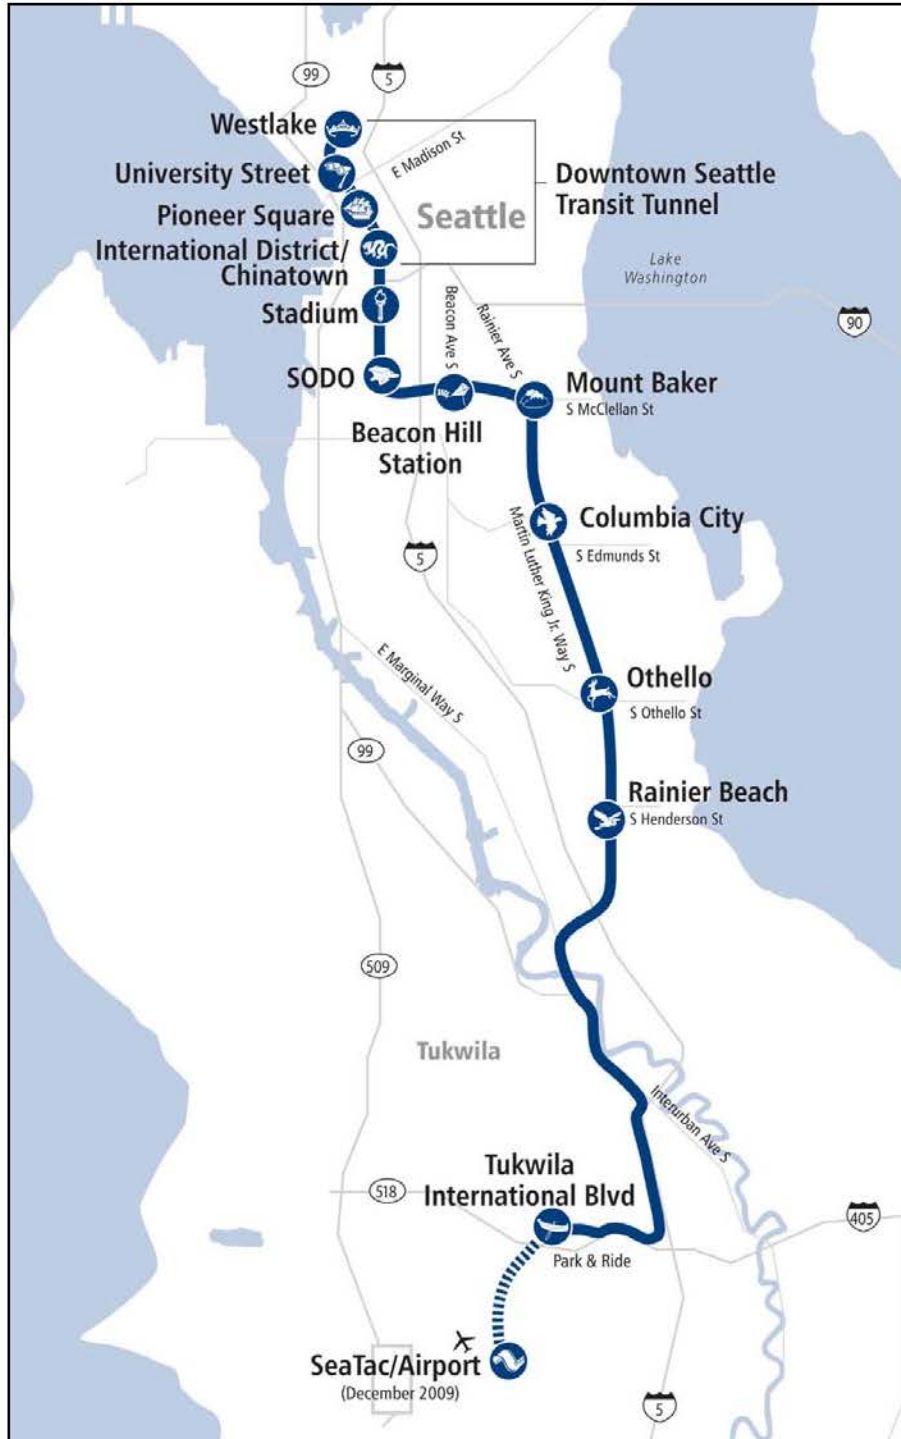 99
5
Westlake
E Madison St
University Street
Downtown Seattle
Transit Tunnel
Pioneer Square
Seattle
International District/
Chinatown
Lake
Washington
Stadium
Beacon Ave S
Rainier Ave S
90
SODO
Mount Baker
S McClellan St
Beacon Hill
Station
Columbia City
S Edmunds St
Martin Luther King Jr. Way S
5
E Marginal Way S
Othello
S Othello St
99
Rainier Beach
S Henderson St
509
Tukwila
Interurban Ave S
Tukwila
International Blvd
518
405
Park & Ride
SeaTac/Airport
(December 2009)
5